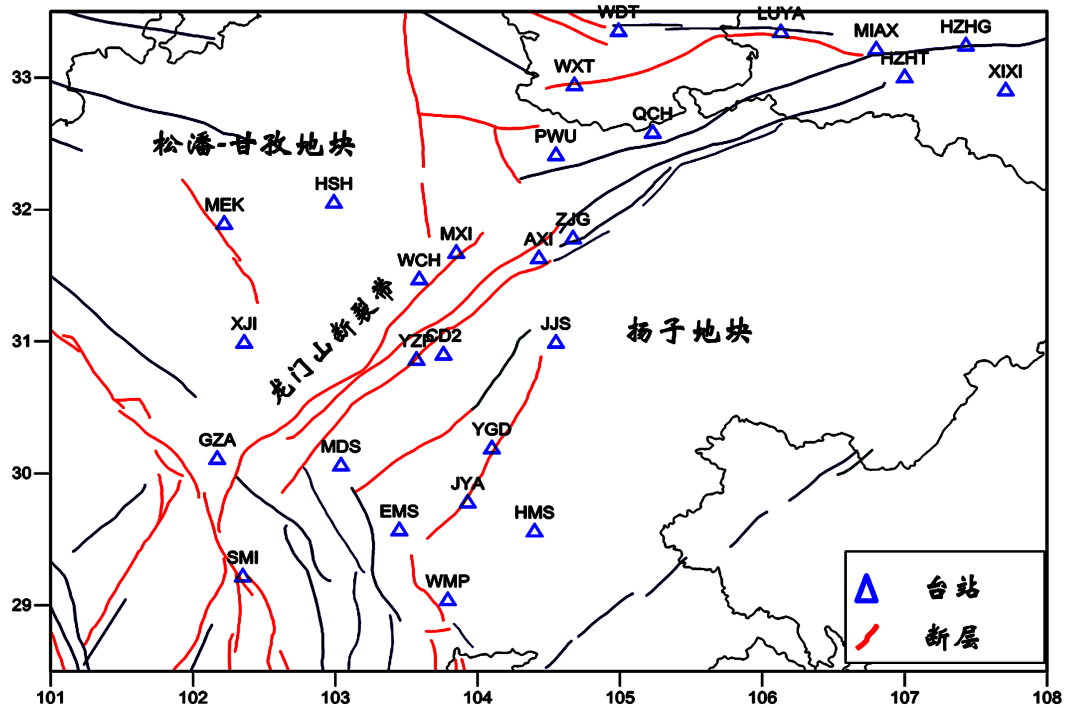 WDT
LUYA
MIAX
HZHG
33
WXT
HZHT
XIXI
QCH
松潘-甘孜地块
PWU
HSH
32
MEK
ZJG
MXI
AXI
WCH
龙门山断裂带
XJI
31
YZP
CD2
JJS
扬子地块
GZA
MDS
YGD
30
JYA
EMS
HMS
SMI
WMP
29
台站
断层
101
102
103
104
105
106
107
108